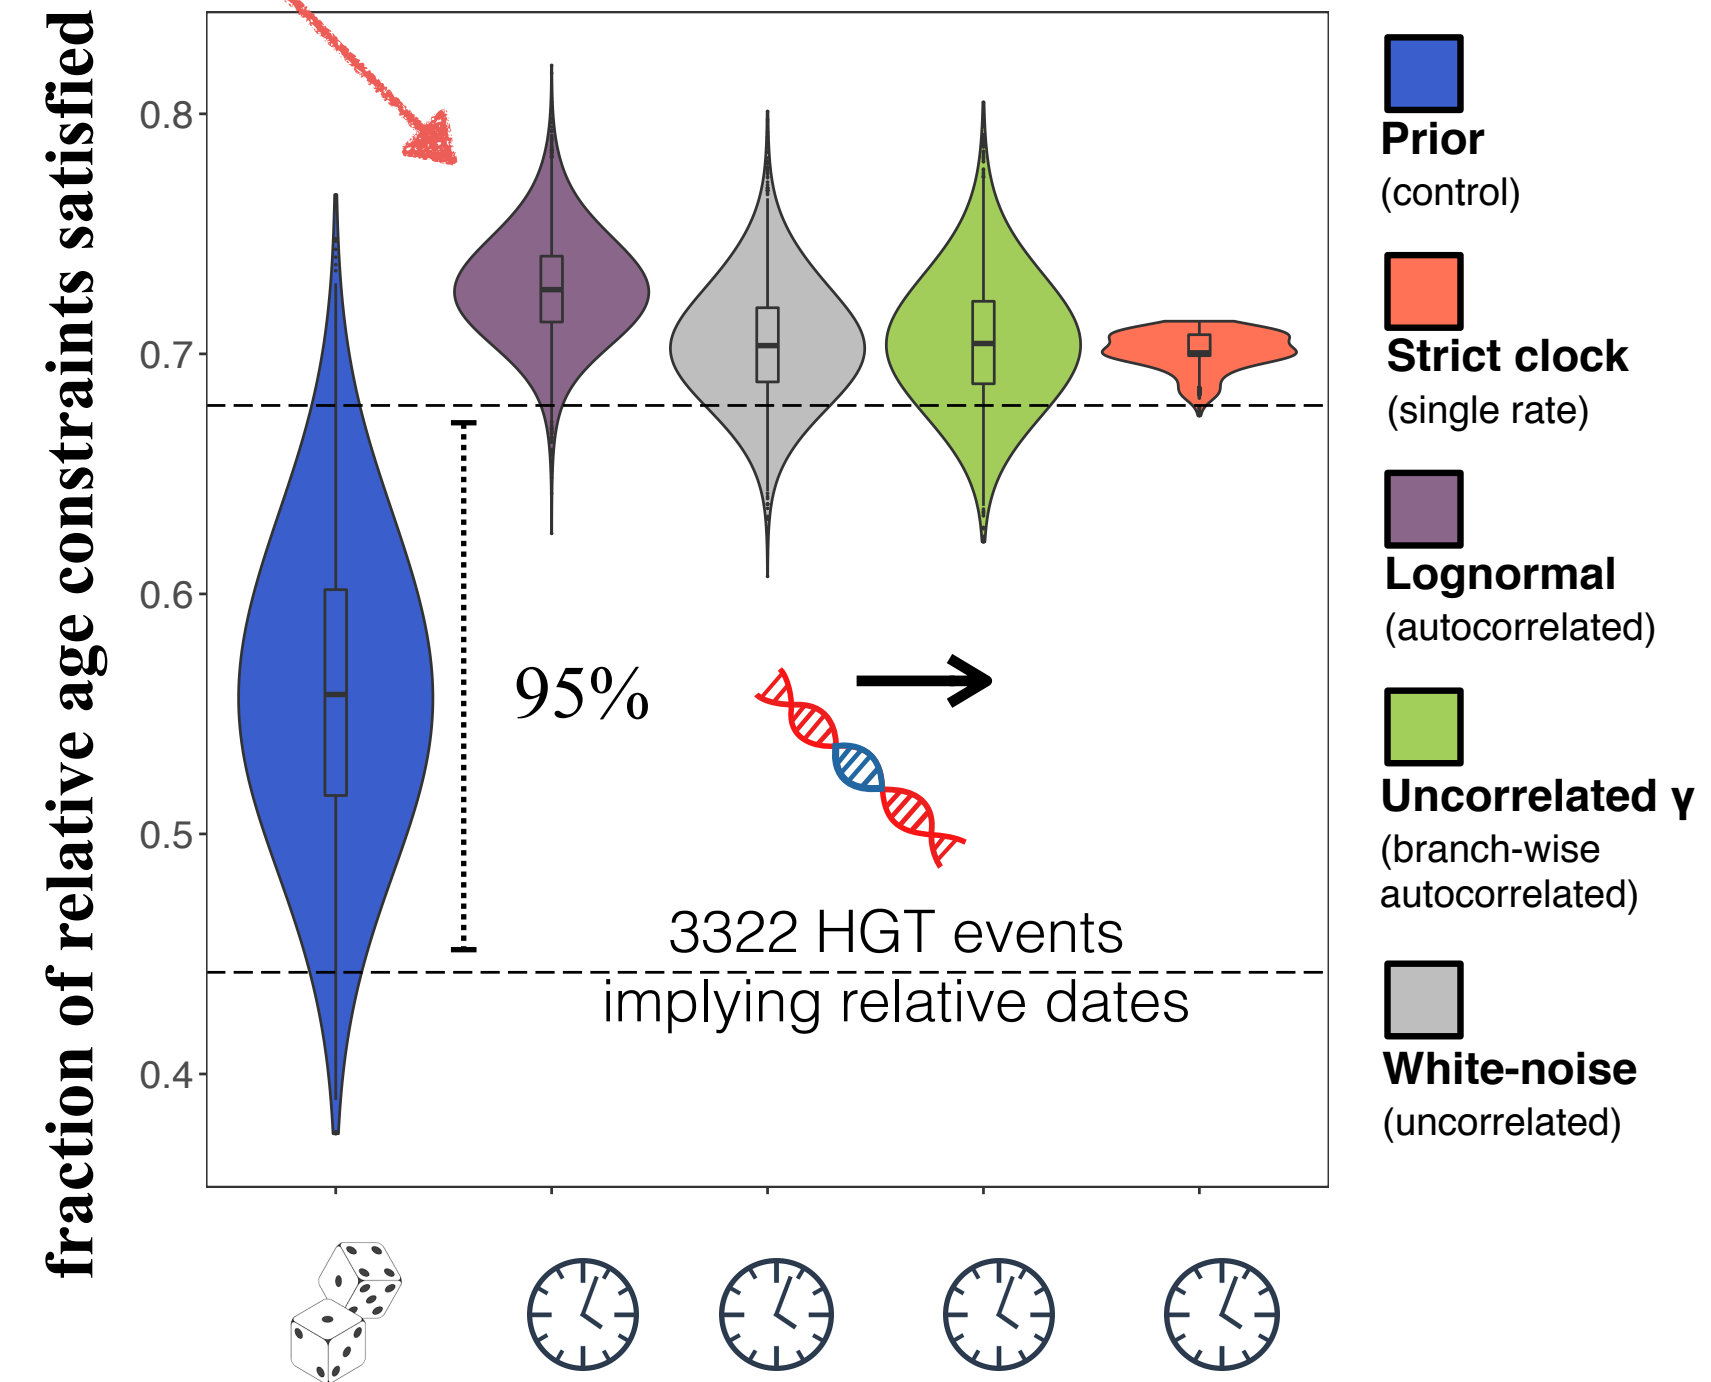 fraction of relative age constraints satisfied
0.8
0.7
0.6
0.5
0.4
95%
3322 HGT events
implying relative dates
Prior
(control)
Strict clock
(single rate)
Lognormal
(autocorrelated)
Uncorrelated γ
(branch-wise
autocorrelated)
White-noise
(uncorrelated)